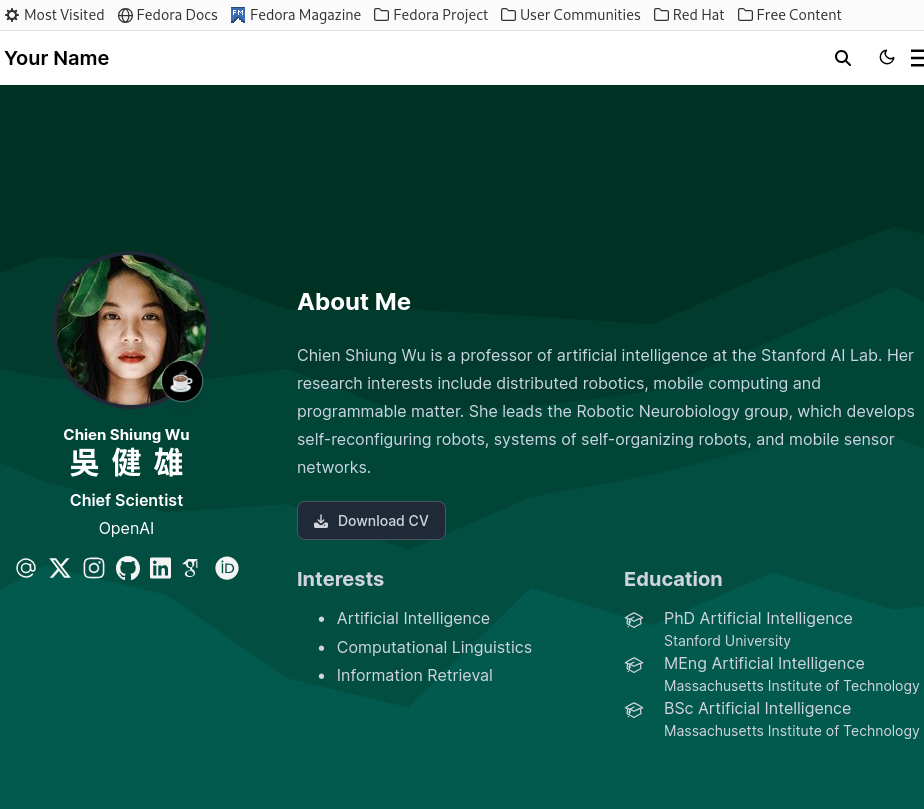 Most Visited Fedora Docs Fedora Magazine Fedora Project User Communities Red Hat Free Content
Your Name
About Me
Chien Shiung Wu is a professor of artificial intelligence at the Stanford AI Lab. Her
research interests include distributed robotics, mobile computing and
programmable matter. She leads the Robotic Neurobiology group, which develops
self-reconfiguring robots, systems of self-organizing robots, and mobile sensor
networks.
Download CV
Chien Shiung Wu
吳健雄
Chief Scientist
OpenAI
Interests
Artificial Intelligence
Computational Linguistics
Information Retrieval
Education
PhD Artificial Intelligence
Stanford University
MEng Artificial Intelligence
Massachusetts Institute of Technology
BSc Artificial Intelligence
Massachusetts Institute of Technology